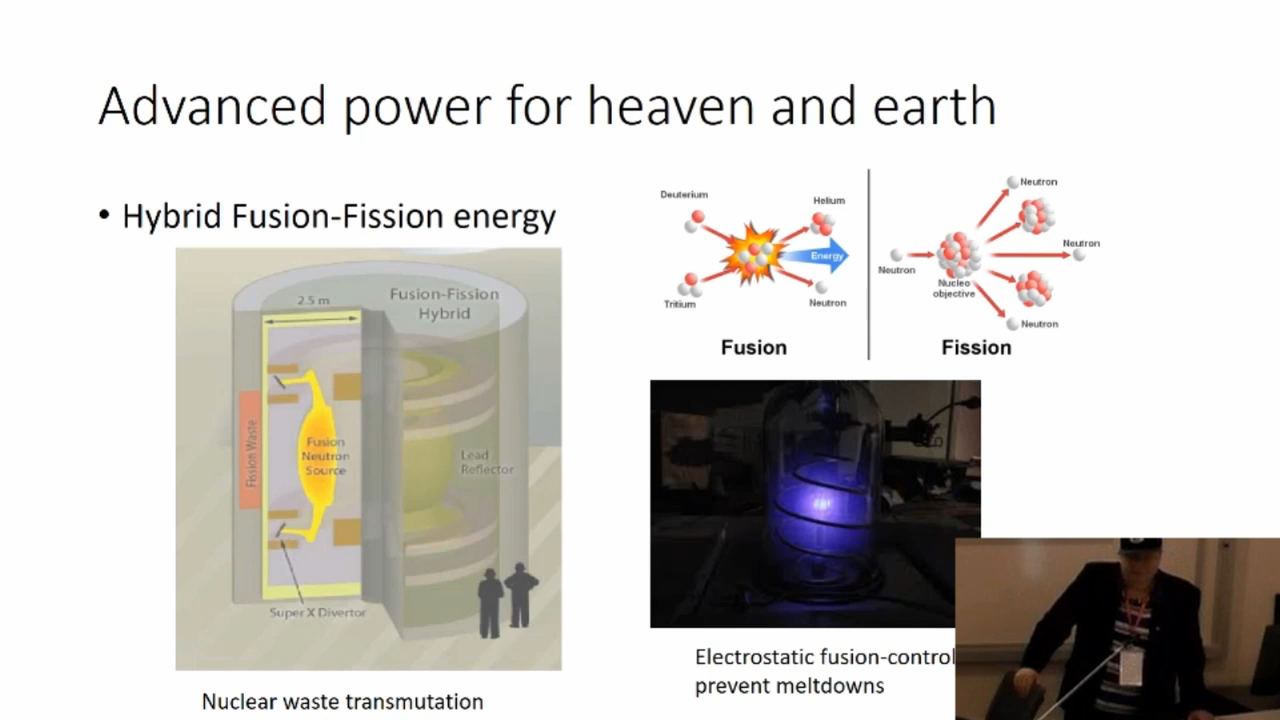 Advanced power for heaven and earth
• Hybrid Fusion-Fission energy
2.5 m
Fusion-Fission
Hybrid
Fission Waste
Fusion
Neutron
Source
Lead
Reflector
Super X Divertor
Nuclear waste transmutation
Deuterium
Helium
Energy
Tritium
Neutron
Fusion
Neutron
Neutron
Neutron
Nucleo
objective
Neutron
Fission
Electrostatic fusion-control
prevent meltdowns